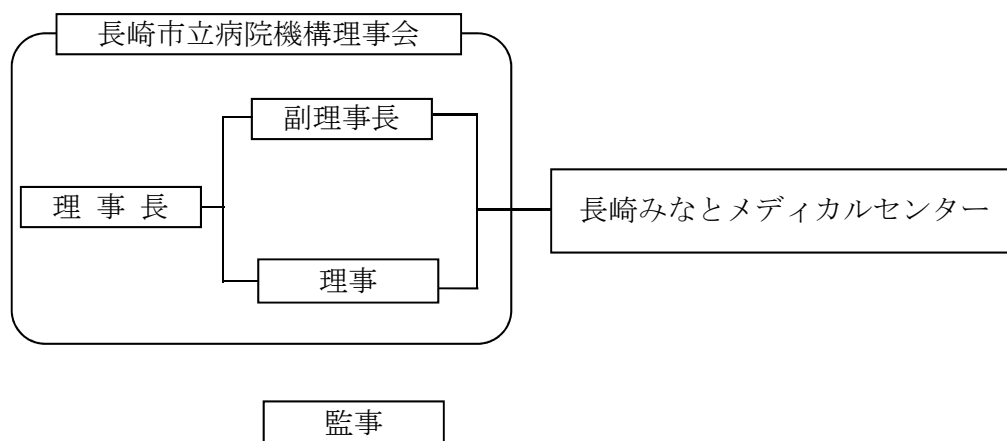 長崎市立病院機構理事会
副理事長
理 事 長
長崎みなとメディカルセンター
理事
監事